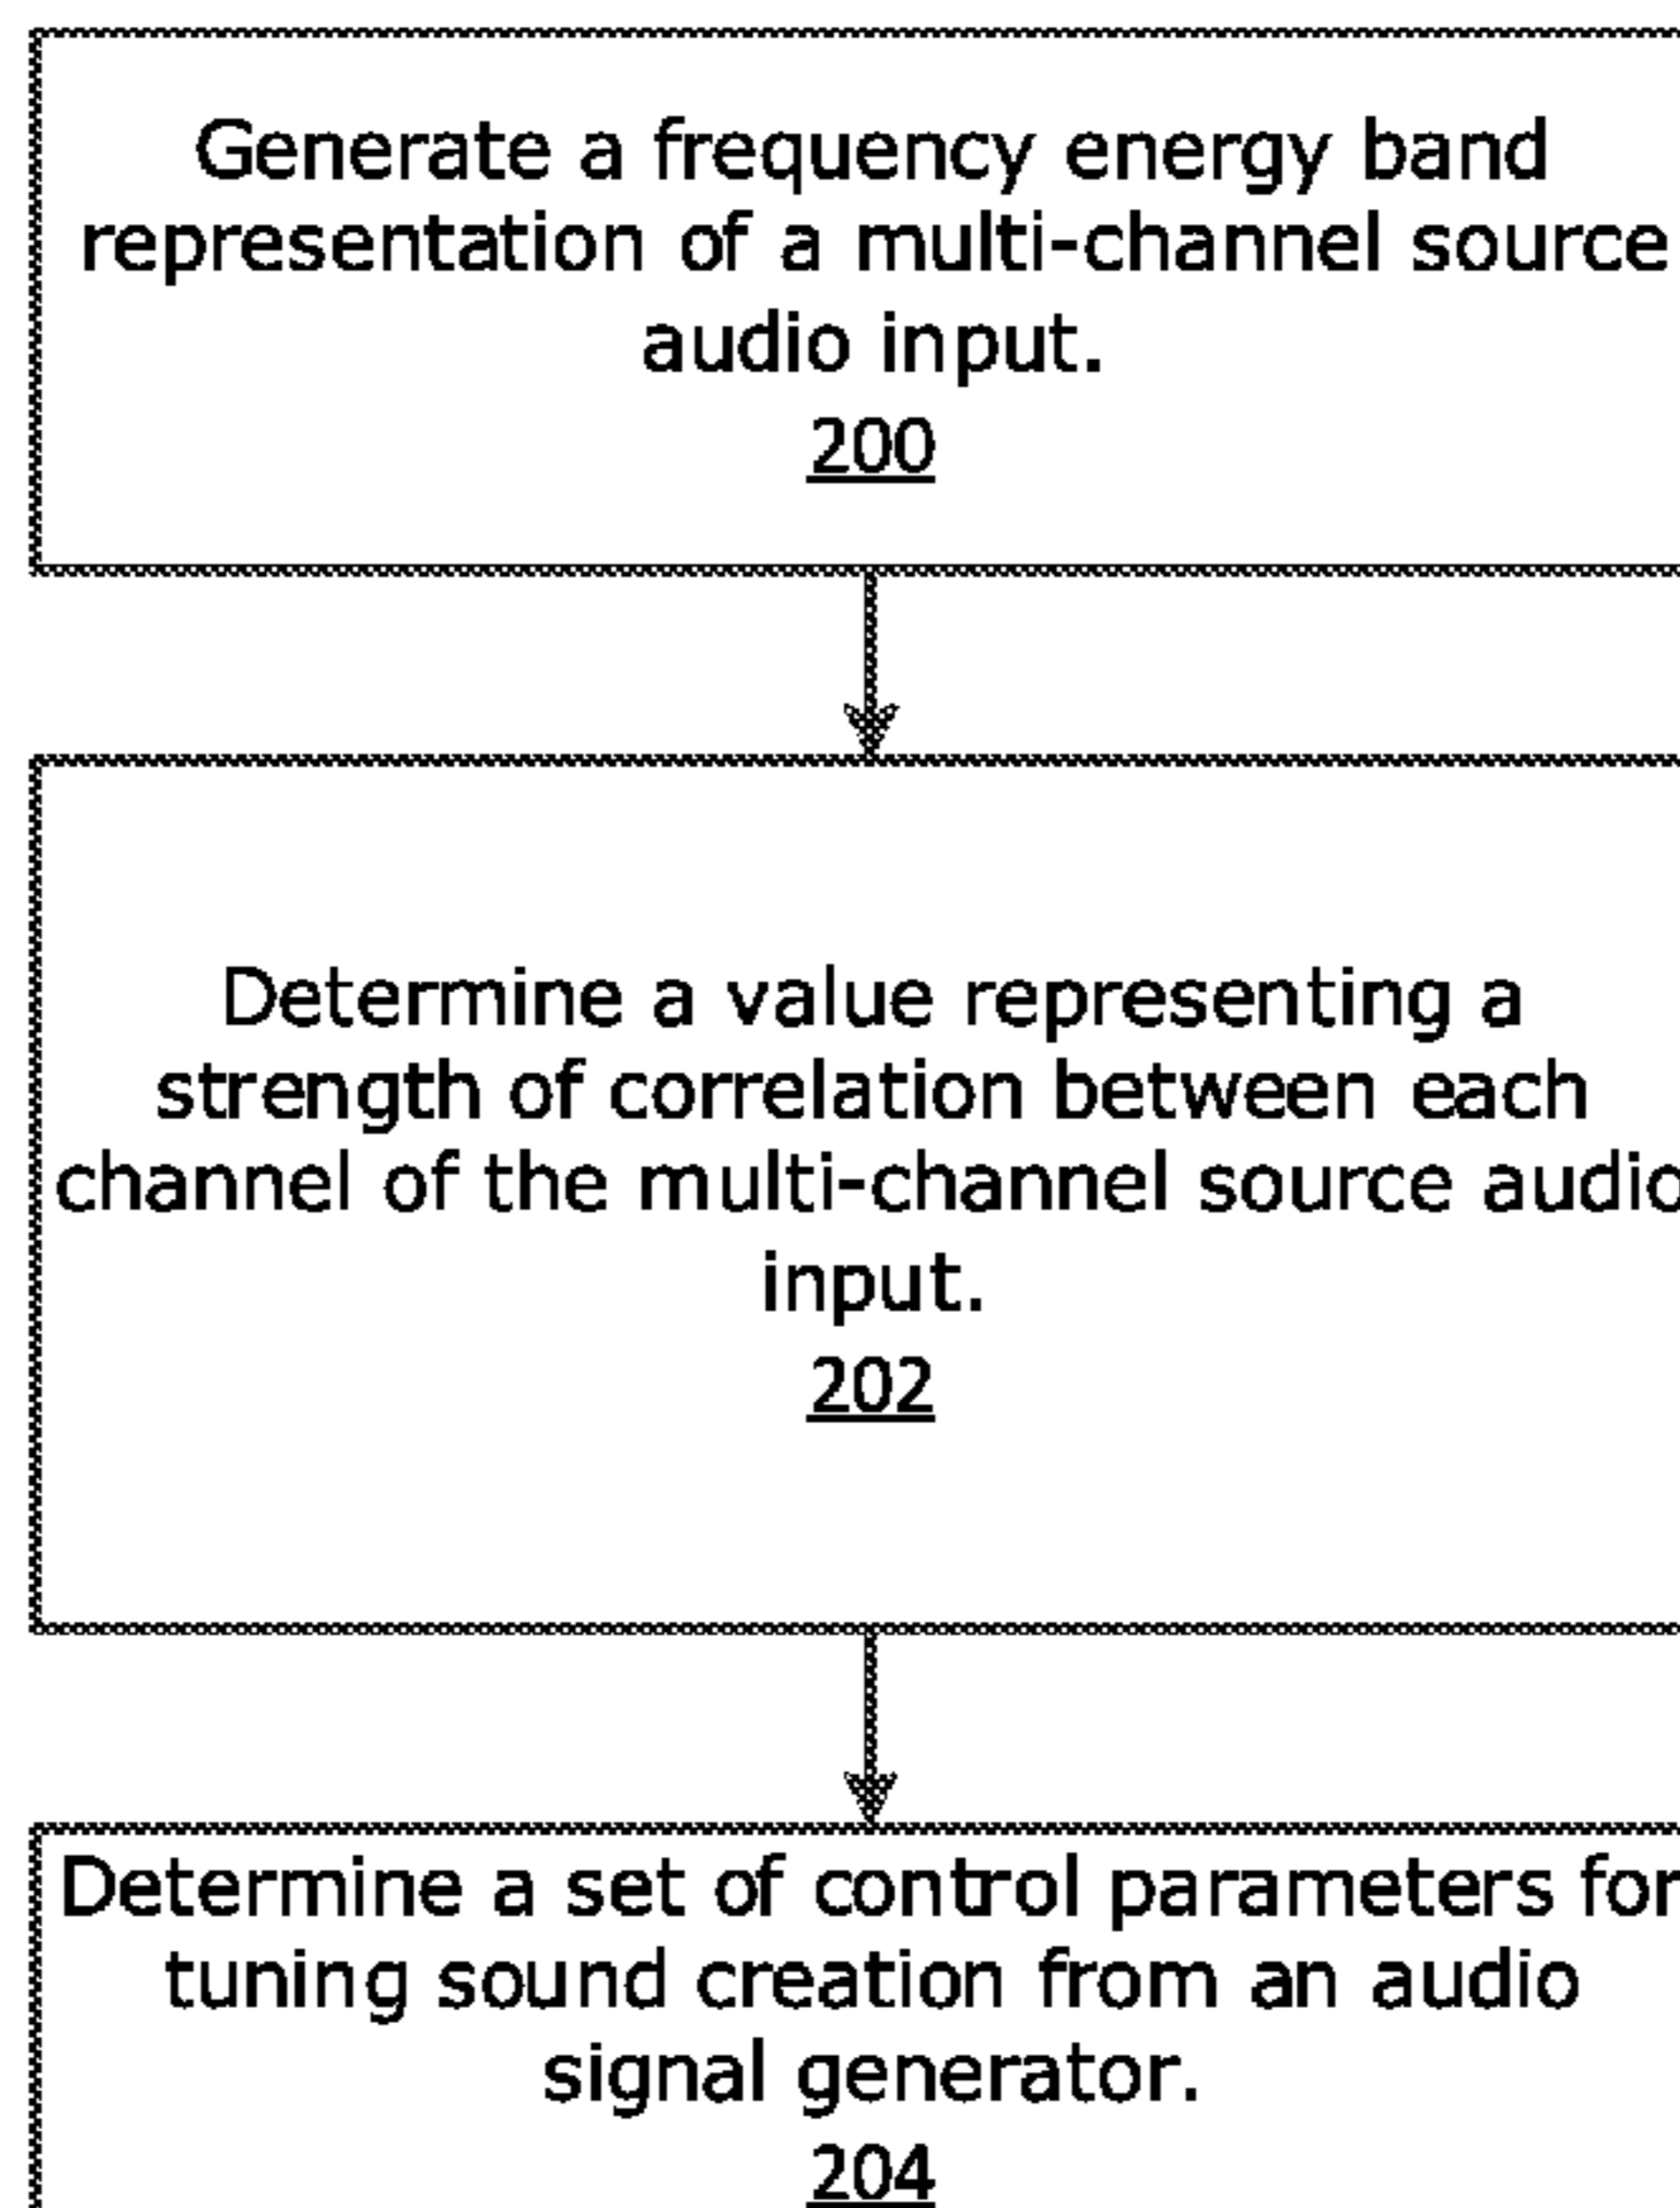 Generate a frequency energy band
representation of a multi-channel source
audio input.
200
Determine a value representing a
strength of correlation between each
channel of the multi-channel source audio
input.
202
Determine a set of control parameters for
tuning sound creation from an audio
signal generator.
204